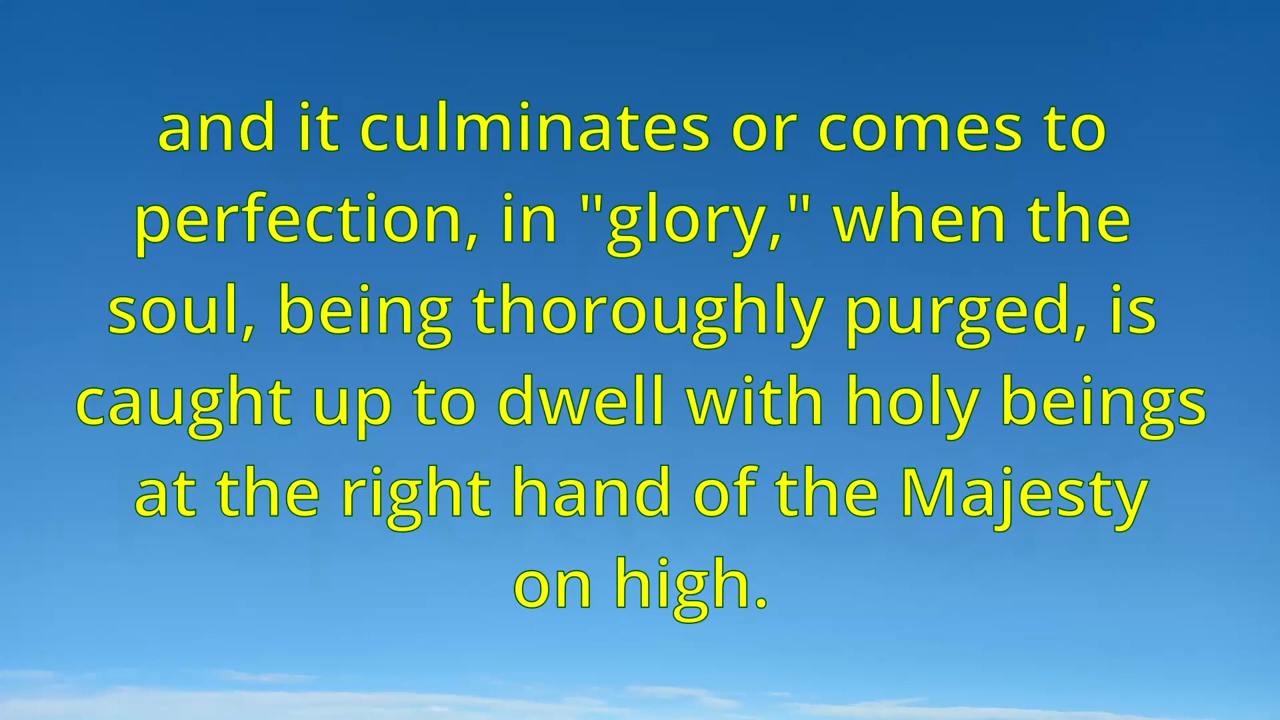 and it culminates or comes to
perfection, in "glory," when the
soul, being thoroughly purged, is
caught up to dwell with holy beings
at the right hand of the Majesty
on high.